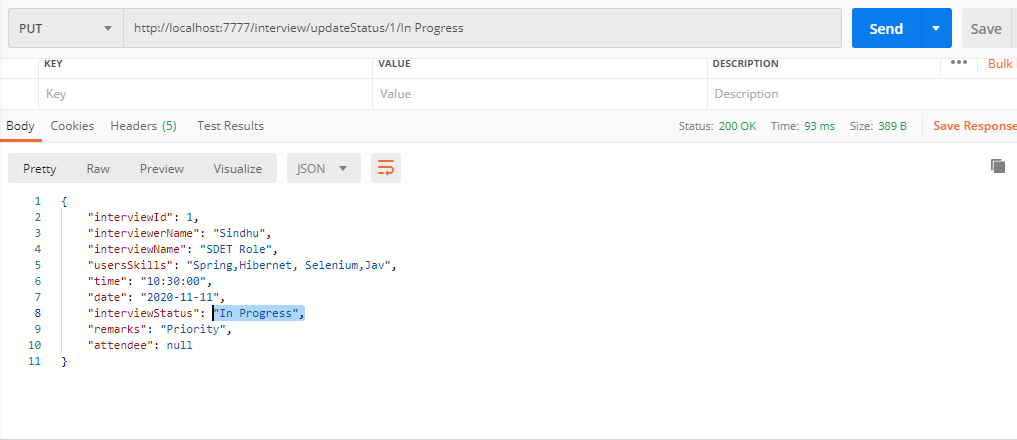 PUT http://localhost:7777/interview/updateStatus/1/In Progress Send Save
KEY VALUE DESCRIPTION ••• Bulk
Key Value Description
Body Cookies Headers (5) Test Results Status: 200 OK Time: 93 ms Size: 389 B Save Response
Pretty Raw Preview Visualize JSON
1 {
2 "interviewId": 1,
3 "interviewerName": "Sindhu",
4 "interviewName": "SDET Role",
5 "usersSkills": "Spring,Hibernet, Selenium,Jav",
6 "time": "10:30:00",
7 "date": "2020-11-11",
8 "interviewStatus": "In Progress",
9 "remarks": "Priority",
10 "attendee": null
11 }